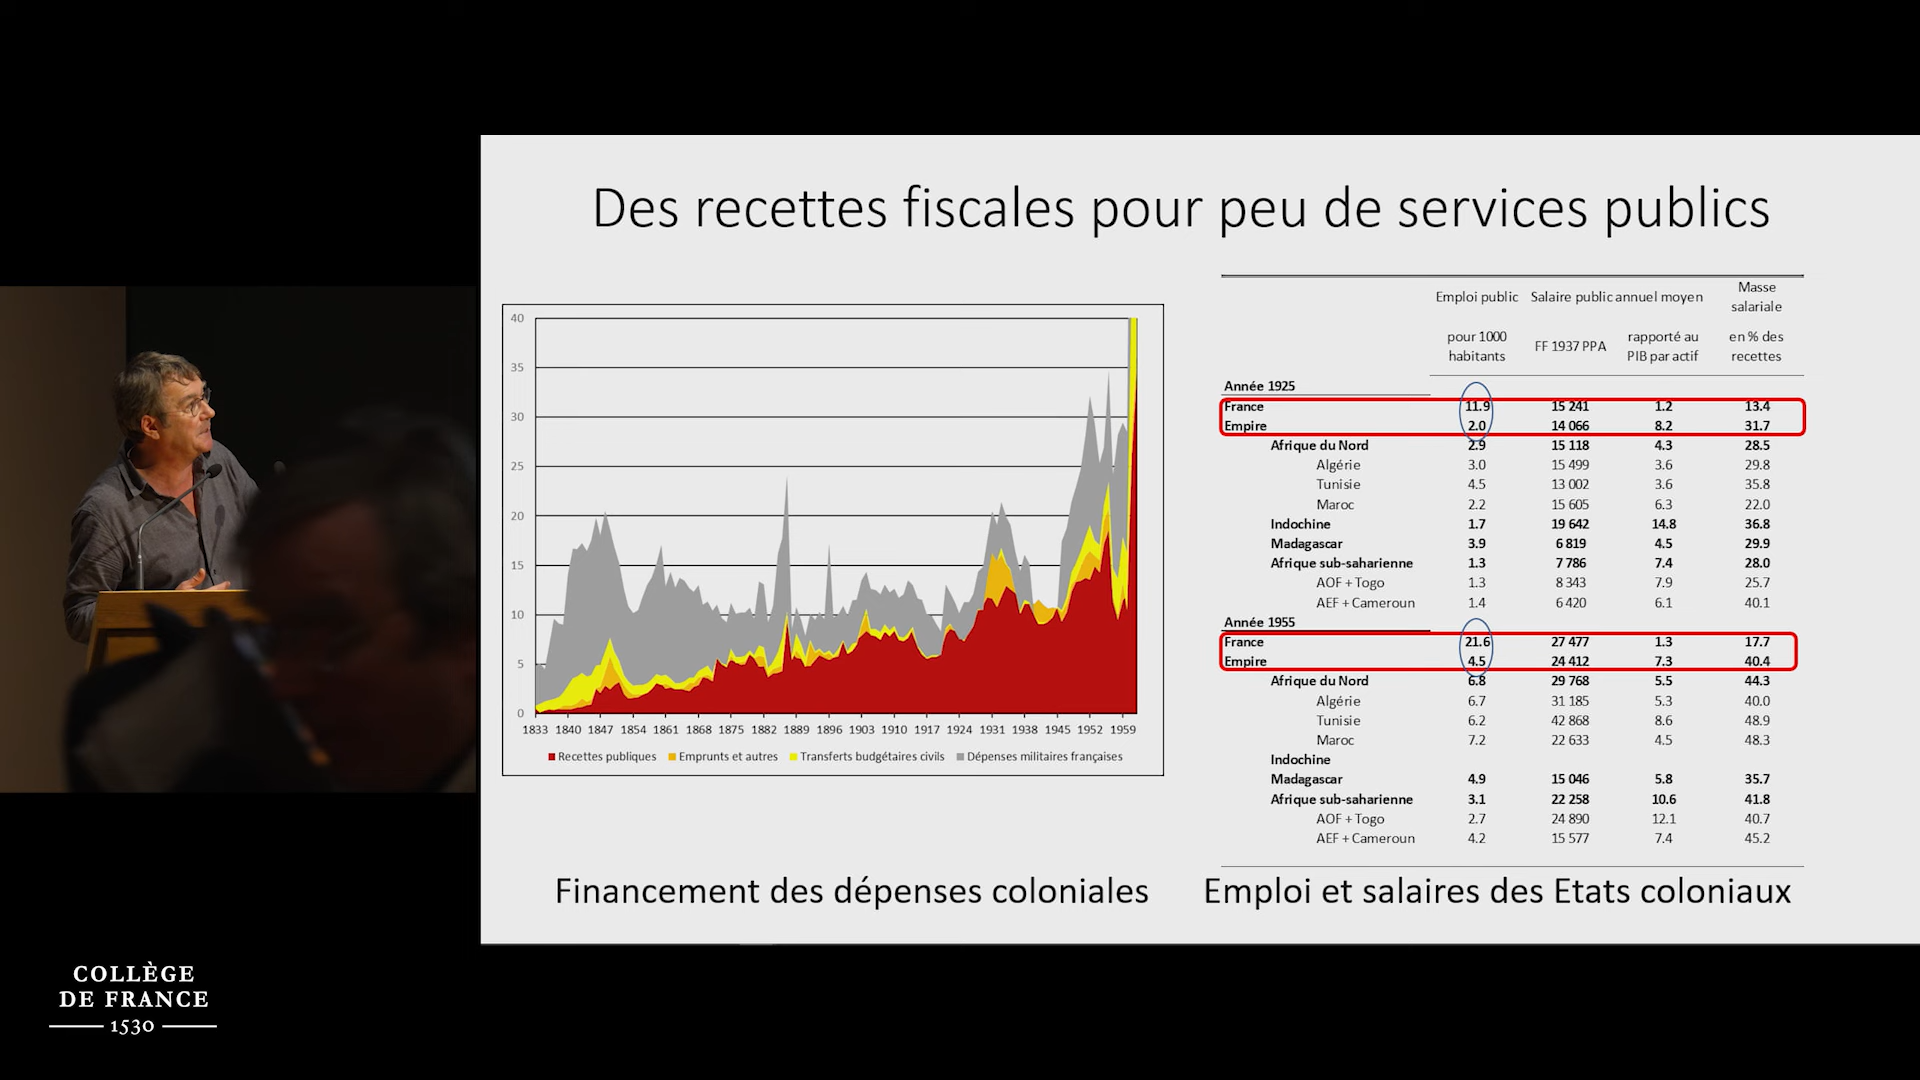 Des recettes fiscales pour peu de services publics
40
35
30
25
20
15
10
5
0
1833 1840 1847 1854 1861 1868 1875 1882 1889 1896 1903 1910 1917 1924 1931 1938 1945 1952 1959
Recettes publiques Emprunts et autres Transferts budgétaires civils Dépenses militaires françaises
Financement des dépenses coloniales
Emploi public Salaire public annuel moyen Masse salariale
pour 1000 habitants FF 1937 PPA rapporté au PIB par actif en % des recettes
Année 1925
France 11.9 15 241 1.2 13.4
Empire 2.0 14 066 8.2 31.7
Afrique du Nord 2.9 15 118 4.3 28.5
Algérie 3.0 15 499 3.6 29.8
Tunisie 4.5 13 002 3.6 35.8
Maroc 2.2 15 605 6.3 22.0
Indochine 1.7 19 642 14.8 36.8
Madagascar 3.9 6 819 4.5 29.9
Afrique sub-saharienne 1.3 7 786 7.4 28.0
AOF + Togo 1.3 8 343 7.9 25.7
AEF + Cameroun 1.4 6 420 6.1 40.1
Année 1955
France 21.6 27 477 1.3 17.7
Empire 4.5 24 412 7.3 40.4
Afrique du Nord 6.8 29 768 5.5 44.3
Algérie 6.7 31 185 5.3 40.0
Tunisie 6.2 42 868 8.6 48.9
Maroc 7.2 22 633 4.5 48.3
Indochine
Madagascar 4.9 15 046 5.8 35.7
Afrique sub-saharienne 3.1 22 258 10.6 41.8
AOF + Togo 2.7 24 890 12.1 40.7
AEF + Cameroun 4.2 15 577 7.4 45.2
Emploi et salaires des Etats coloniaux
COLLÈGE
DE FRANCE
1530